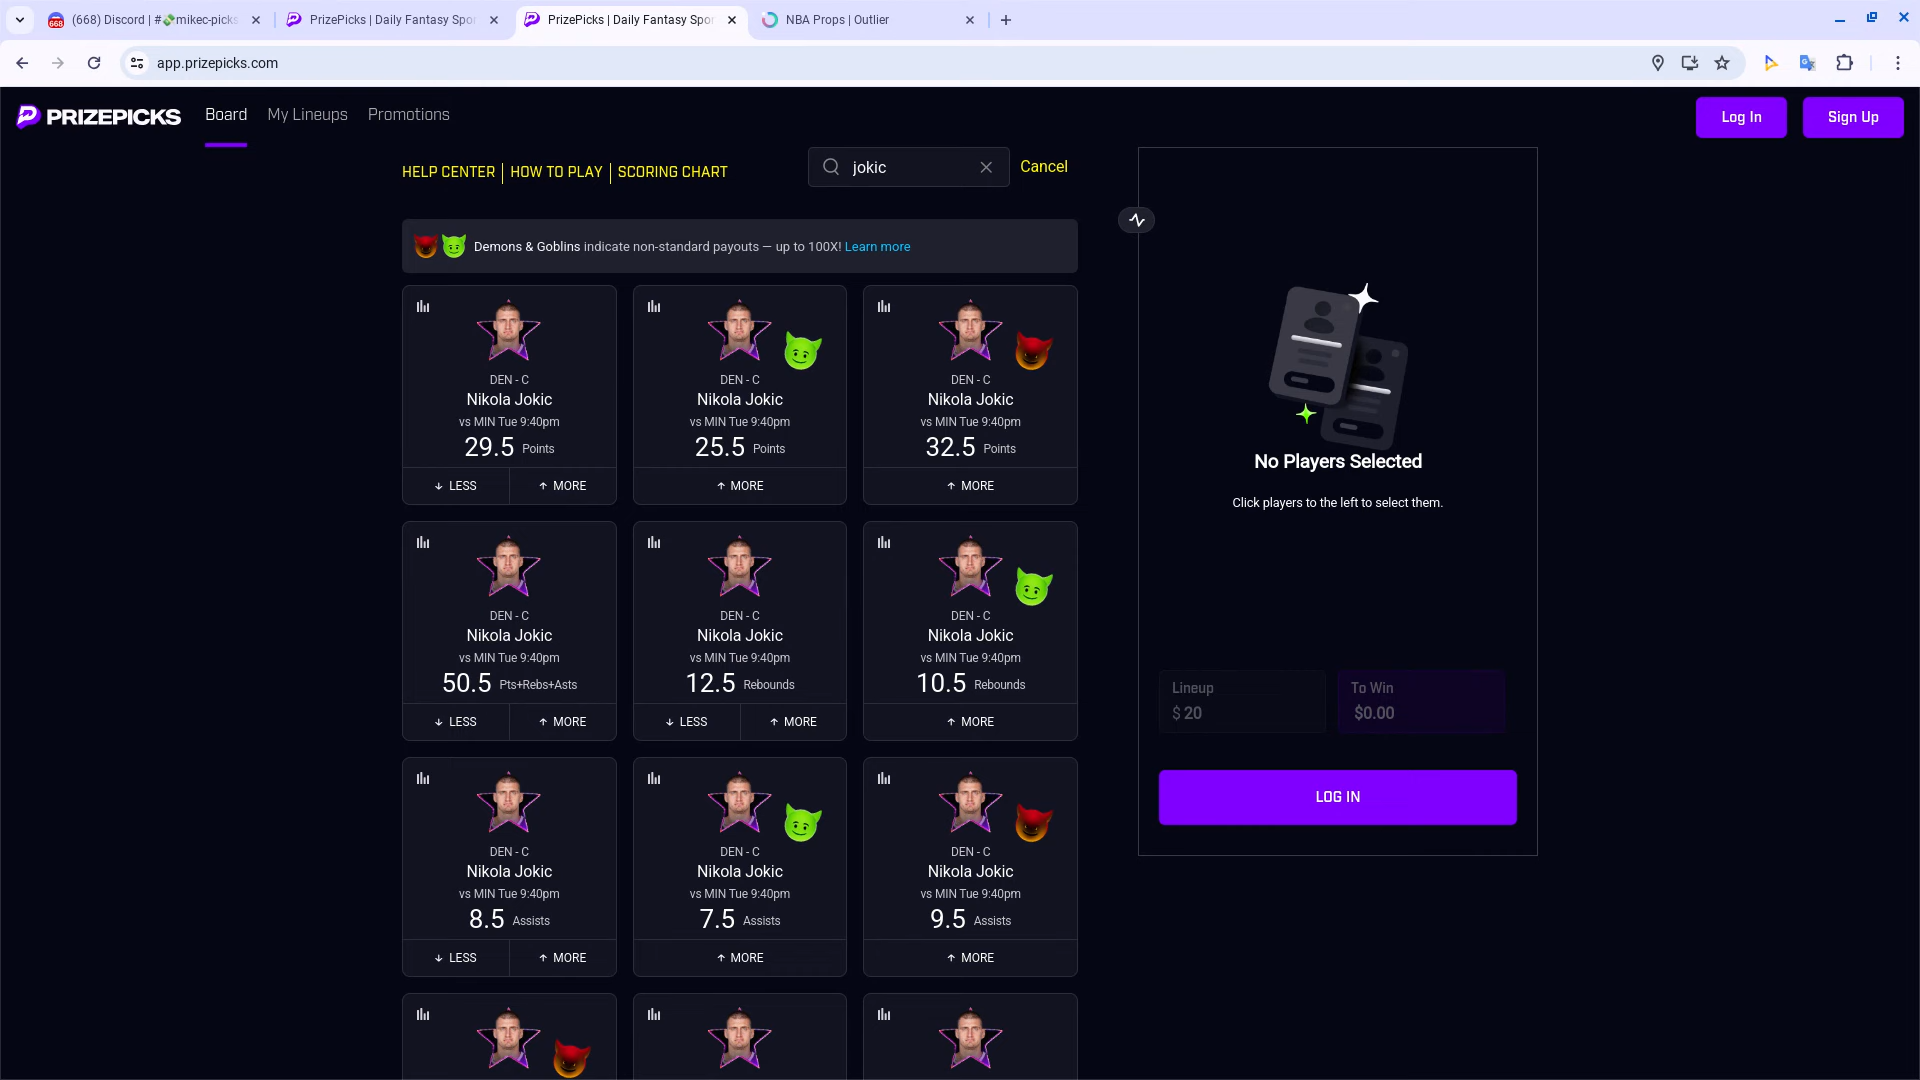 668
(668) Discord | #💸mikec-picks
PrizePicks | Daily Fantasy Spor
PrizePicks | Daily Fantasy Spor
NBA Props | Outlier
app.prizepicks.com
PRIZEPICKS
Board
My Lineups
Promotions
Log In
Sign Up
HELP CENTER
HOW TO PLAY
SCORING CHART
jokic
Cancel
Demons & Goblins indicate non-standard payouts — up to 100X! Learn more
DEN - C
Nikola Jokic
vs MIN Tue 9:40pm
29.5 Points
LESS
MORE
DEN - C
Nikola Jokic
vs MIN Tue 9:40pm
25.5 Points
MORE
DEN - C
Nikola Jokic
vs MIN Tue 9:40pm
32.5 Points
MORE
DEN - C
Nikola Jokic
vs MIN Tue 9:40pm
50.5 Pts+Rebs+Asts
LESS
MORE
DEN - C
Nikola Jokic
vs MIN Tue 9:40pm
12.5 Rebounds
LESS
MORE
DEN - C
Nikola Jokic
vs MIN Tue 9:40pm
10.5 Rebounds
MORE
DEN - C
Nikola Jokic
vs MIN Tue 9:40pm
8.5 Assists
LESS
MORE
DEN - C
Nikola Jokic
vs MIN Tue 9:40pm
7.5 Assists
MORE
DEN - C
Nikola Jokic
vs MIN Tue 9:40pm
9.5 Assists
MORE
No Players Selected
Click players to the left to select them.
Lineup
$ 20
To Win
$0.00
LOG IN